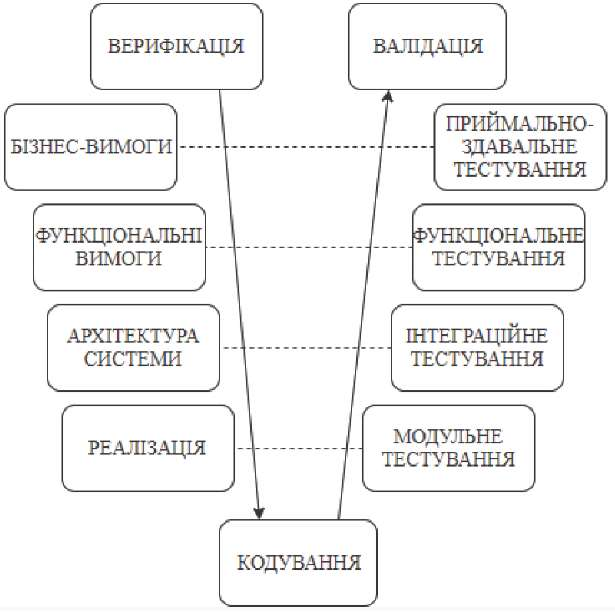 ВЕРИФІКАЦІЯ
ВАЛІДАЦІЯ
БІЗНЕС-ВИМОГИ
ПРИЙМАЛЬНО-
ЗДАВАЛЬНЕ
ТЕСТУВАННЯ
ФУНКЦІОНАЛЬНІ
ВИМОГИ
ФУНКЦІОНАЛЬНЕ
ТЕСТУВАННЯ
АРХІТЕКТУРА
СИСТЕМИ
ІНТЕГРАЦІЙНЕ
ТЕСТУВАННЯ
РЕАЛІЗАЦІЯ
МОДУЛЬНЕ
ТЕСТУВАННЯ
КОДУВАННЯ